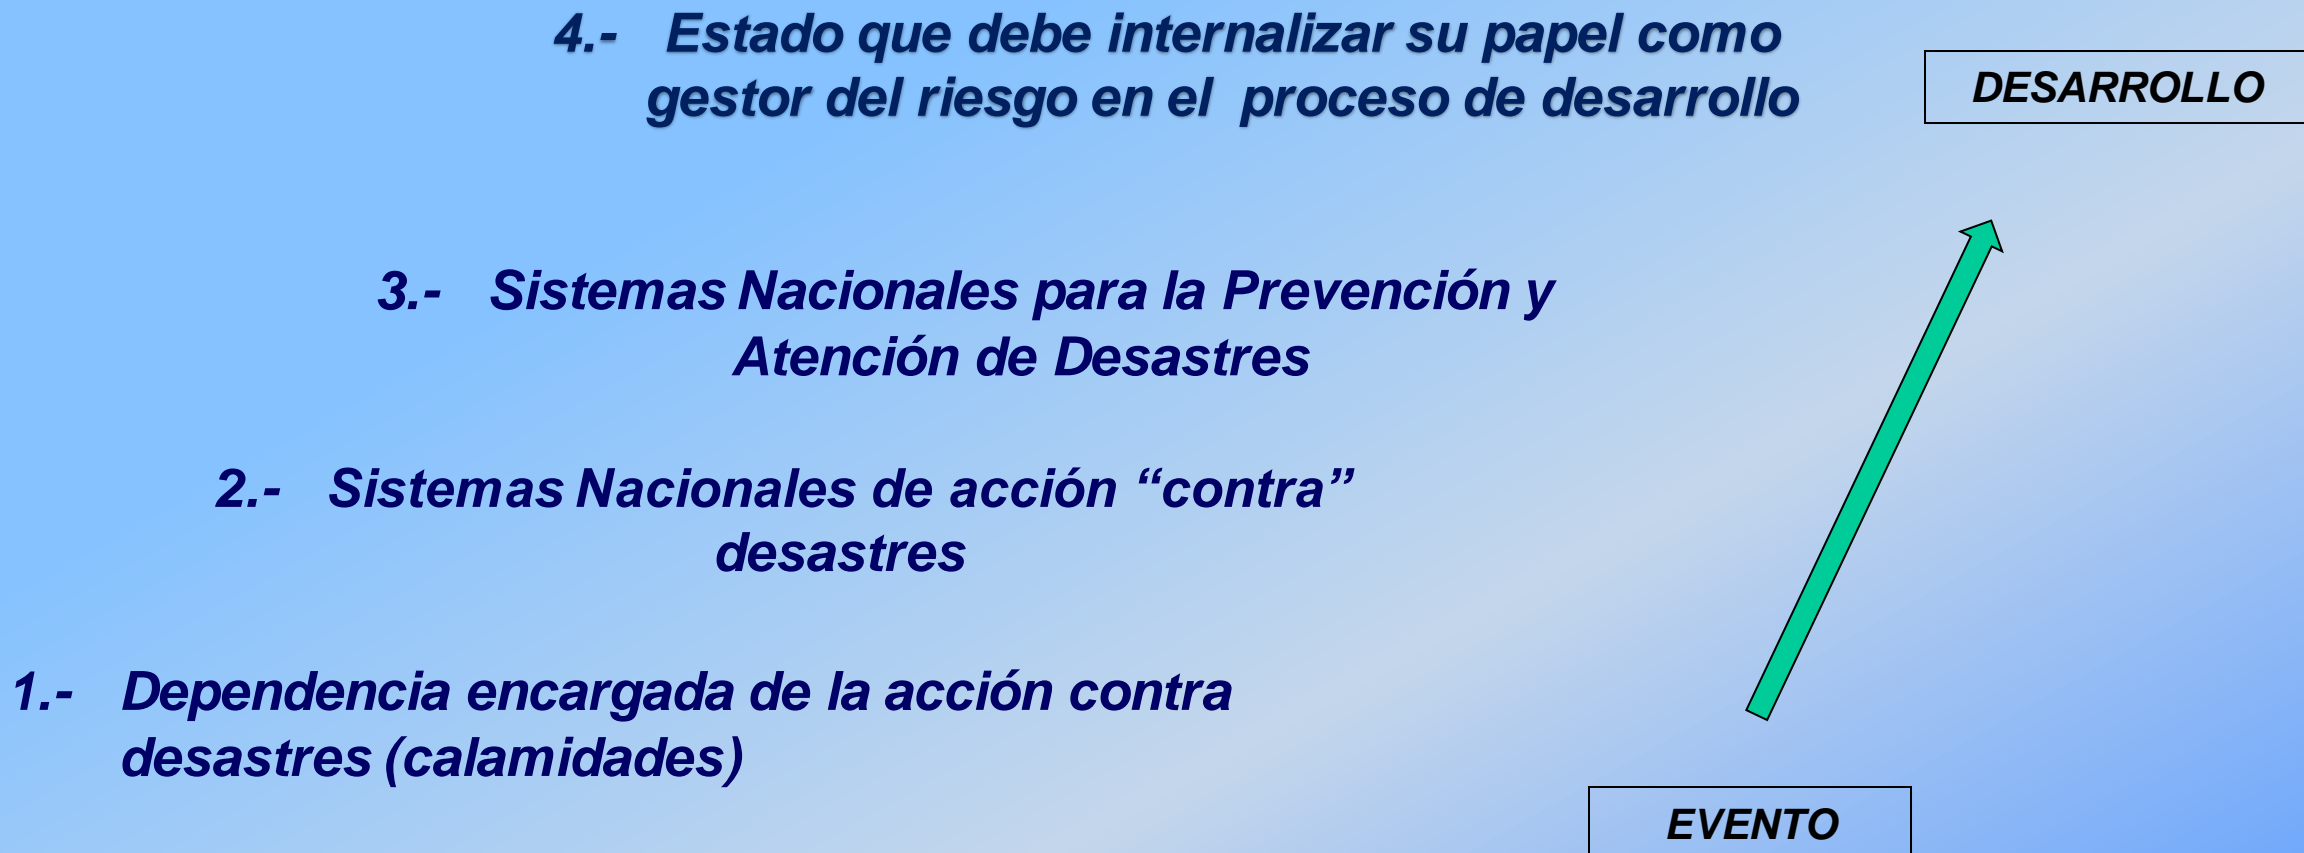 4.- Estado que debe internalizar su papel como
gestor del riesgo en el proceso de desarrollo
DESARROLLO
3.- Sistemas Nacionales para la Prevención y
Atención de Desastres
2.- Sistemas Nacionales de acción “contra”
desastres
1.- Dependencia encargada de la acción contra
desastres (calamidades)
EVENTO